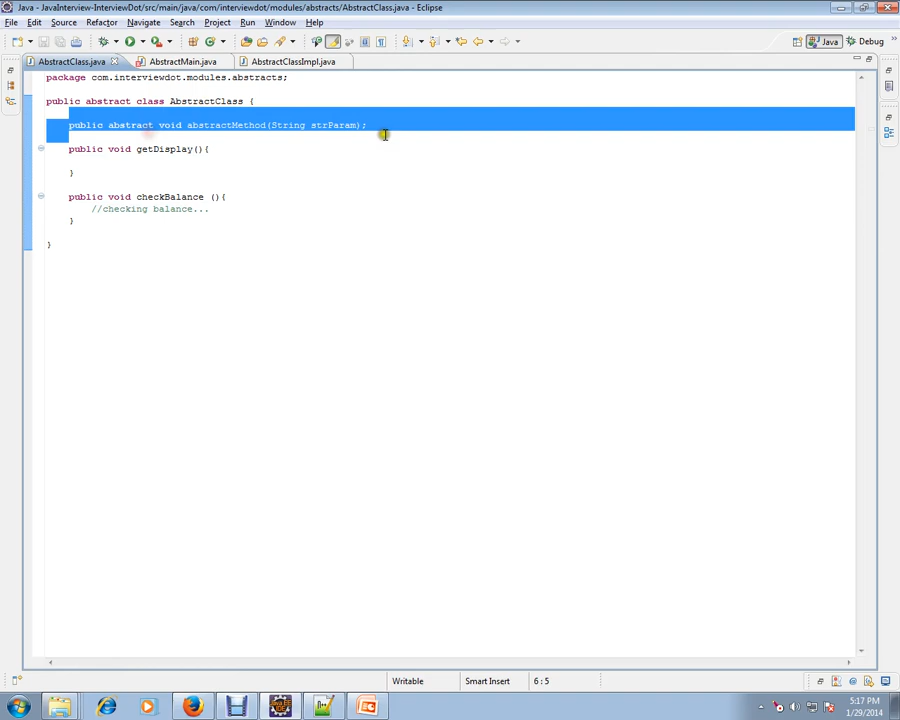 Java - JavaInterview-InterviewDot/src/main/java/com/interviewdot/modules/abstracts/AbstractClass.java - Eclipse
File Edit Source Refactor Navigate Search Project Run Window Help
Java Debug
AbstractClass.java AbstractMain.java AbstractClassImpl.java
package com.interviewdot.modules.abstracts;
public abstract class AbstractClass {
public abstract void abstractMethod(String strParam);
public void getDisplay(){
}
public void checkBalance (){
//checking balance...
}
}
Writable Smart Insert 6 : 5
5:17 PM
1/29/2014